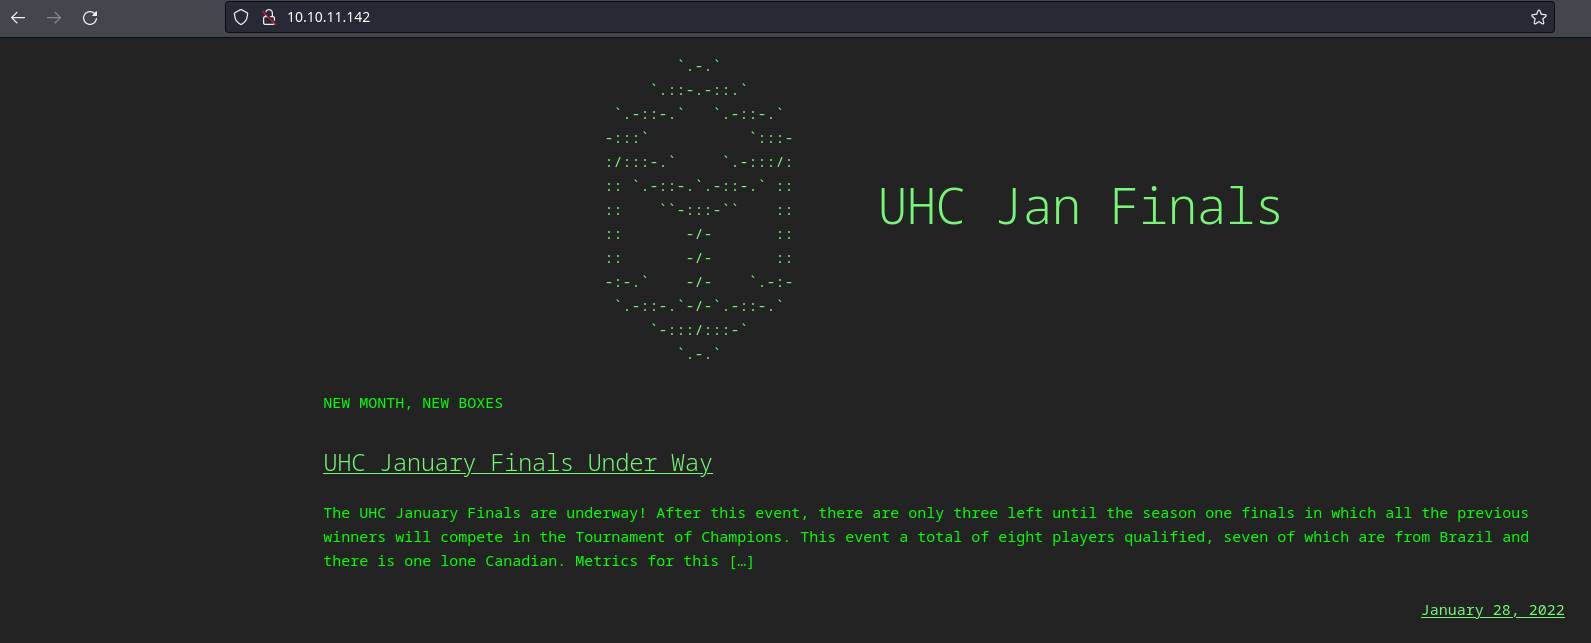 10.10.11.142
`.-.`
`.::-.-::.`
`.-::-.`   `.-::-.`
-:::`           `:::-
:/:::-.`     `.-:::/:
:: `.-::-.`.-::-.` ::
::    ``-:::-``    ::
::       -/-       ::
::       -/-       ::
-:-.`    -/-    `.-:-
`.-::-.`-/-`.-::-.`
`-:::/:::-`
`.-.`
UHC Jan Finals
NEW MONTH, NEW BOXES
UHC January Finals Under Way
The UHC January Finals are underway! After this event, there are only three left until the season one finals in which all the previous
winners will compete in the Tournament of Champions. This event a total of eight players qualified, seven of which are from Brazil and
there is one lone Canadian. Metrics for this […]
January 28, 2022